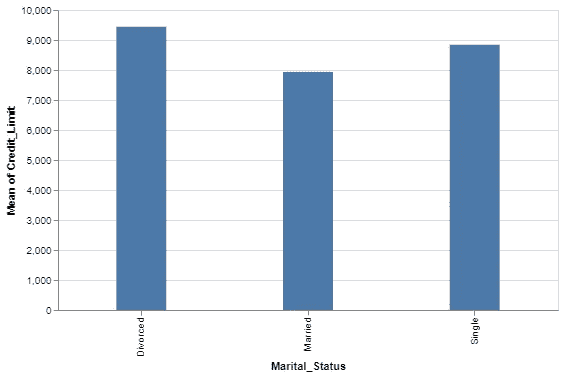 10,000
9,000
8,000
7,000
6,000
5,000
4,000
3,000
2,000
1,000
0
Mean of Credit_Limit
Divorced
Married
Single
Marital_Status